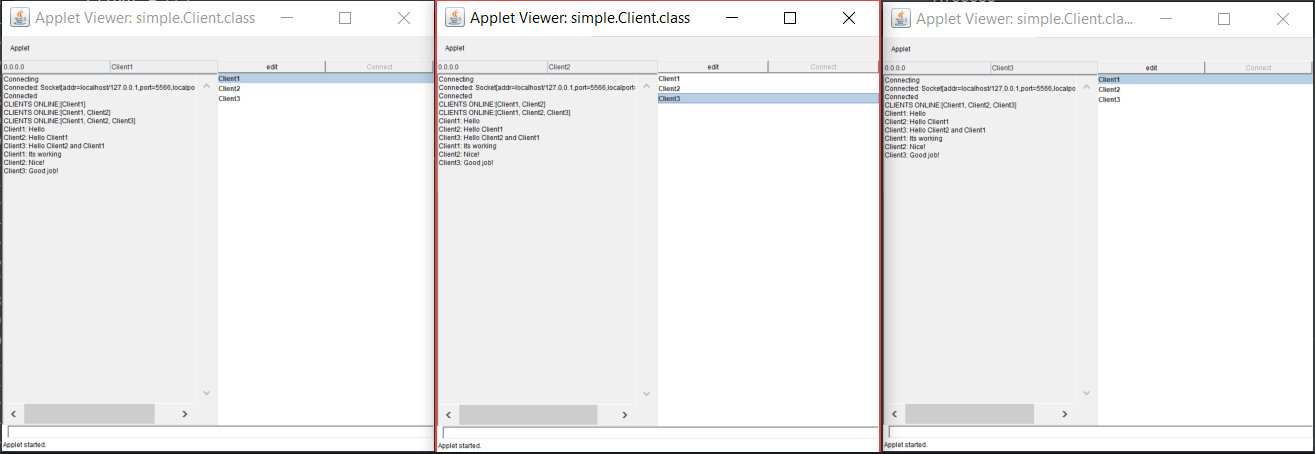 Applet Viewer: simple.Client.class
Applet
0.0.0.0 Client1 edit Connect
Connecting
Connected: Socket[addr=localhost/127.0.0.1,port=5566,localpo
Connected
CLIENTS ONLINE:[Client1]
CLIENTS ONLINE:[Client1, Client2]
CLIENTS ONLINE:[Client1, Client2, Client3]
Client1: Hello
Client2: Hello Client1
Client3: Hello Client2 and Client1
Client1: Its working
Client2: Nice!
Client3: Good job!
Client1
Client2
Client3
Applet started.
Applet Viewer: simple.Client.class
Applet
0.0.0.0 Client2 edit Connect
Connecting
Connected: Socket[addr=localhost/127.0.0.1,port=5566,localport=
Connected
CLIENTS ONLINE:[Client1, Client2]
CLIENTS ONLINE:[Client1, Client2, Client3]
Client1: Hello
Client2: Hello Client1
Client3: Hello Client2 and Client1
Client1: Its working
Client2: Nice!
Client3: Good job!
Client1
Client2
Client3
Applet started.
Applet Viewer: simple.Client.cla...
Applet
0.0.0.0 Client3 edit Connect
Connecting
Connected: Socket[addr=localhost/127.0.0.1,port=5566,localpo
Connected
CLIENTS ONLINE:[Client1, Client2, Client3]
Client1: Hello
Client2: Hello Client1
Client3: Hello Client2 and Client1
Client1: Its working
Client2: Nice!
Client3: Good job!
Client1
Client2
Client3
Applet started.